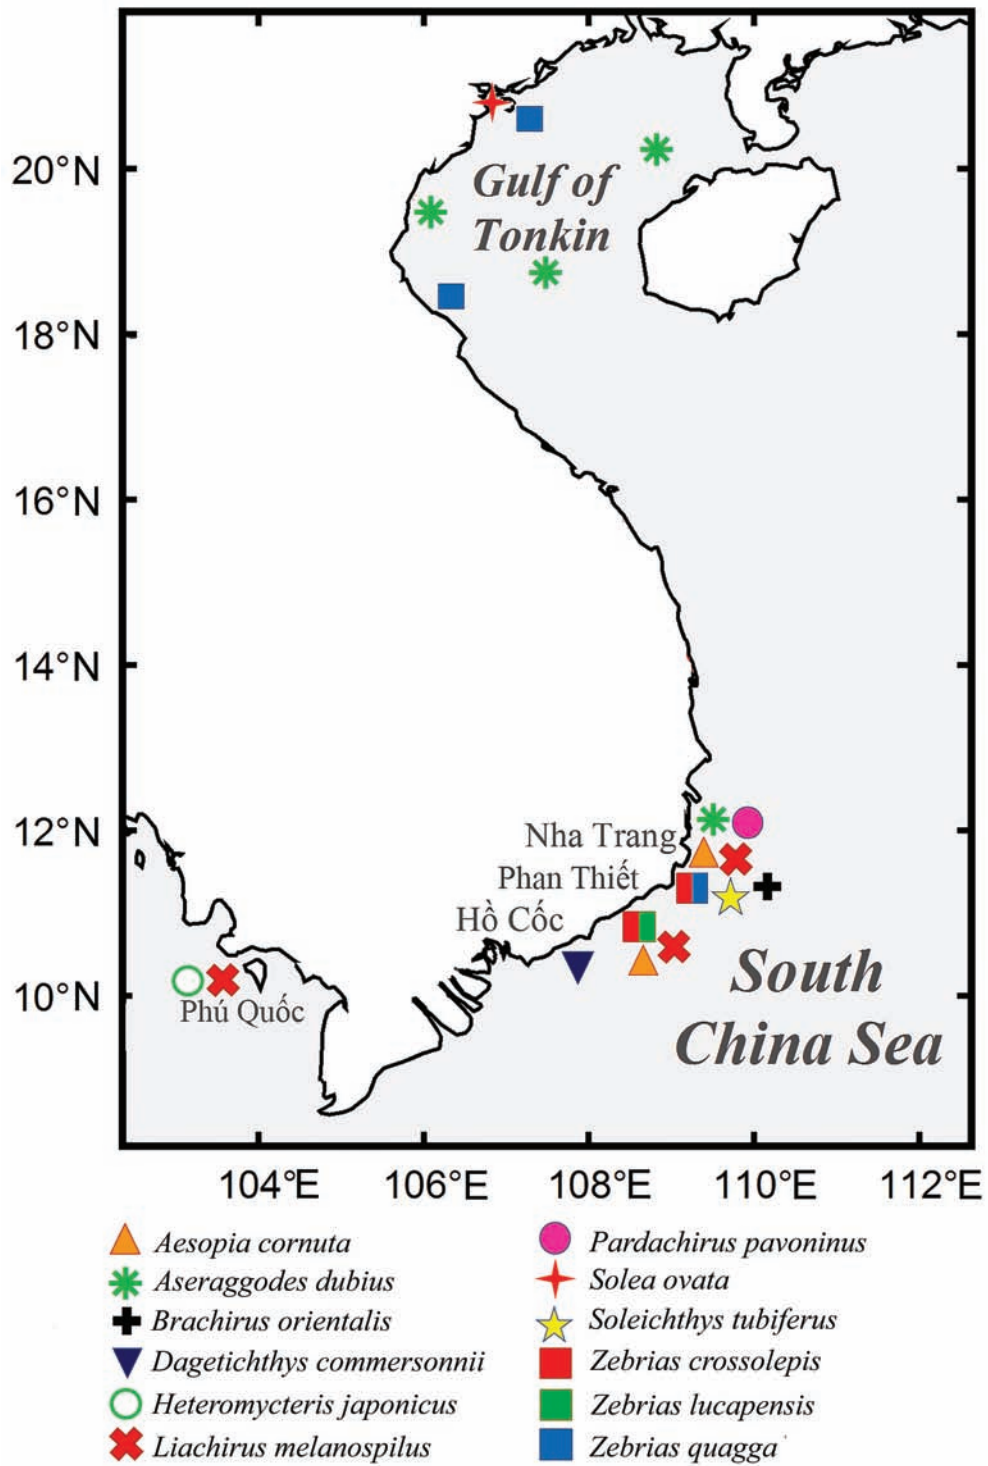 20°N
18°N
16°N
14°N
12°N
10°N
Gulf of
Tonkin
Nha Trang
Phan Thiết
Hồ Cốc
Phú Quốc
South
China Sea
104°E 106°E 108°E 110°E 112°E
Aesopia cornuta
Aseraggodes dubius
Brachirus orientalis
Dagetichthys commersonnii
Heteromycteris japonicus
Liachirus melanospilus
Pardachirus pavoninus
Solea ovata
Soleichthys tubiferus
Zebrias crossolepis
Zebrias lucapensis
Zebrias quagga